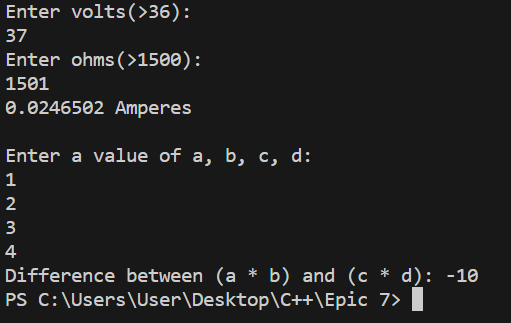 Enter volts(>36):
37
Enter ohms(>1500):
1501
0.0246502 Amperes
Enter a value of a, b, c, d:
1
2
3
4
Difference between (a * b) and (c * d): -10
PS C:\Users\User\Desktop\C++\Epic 7>